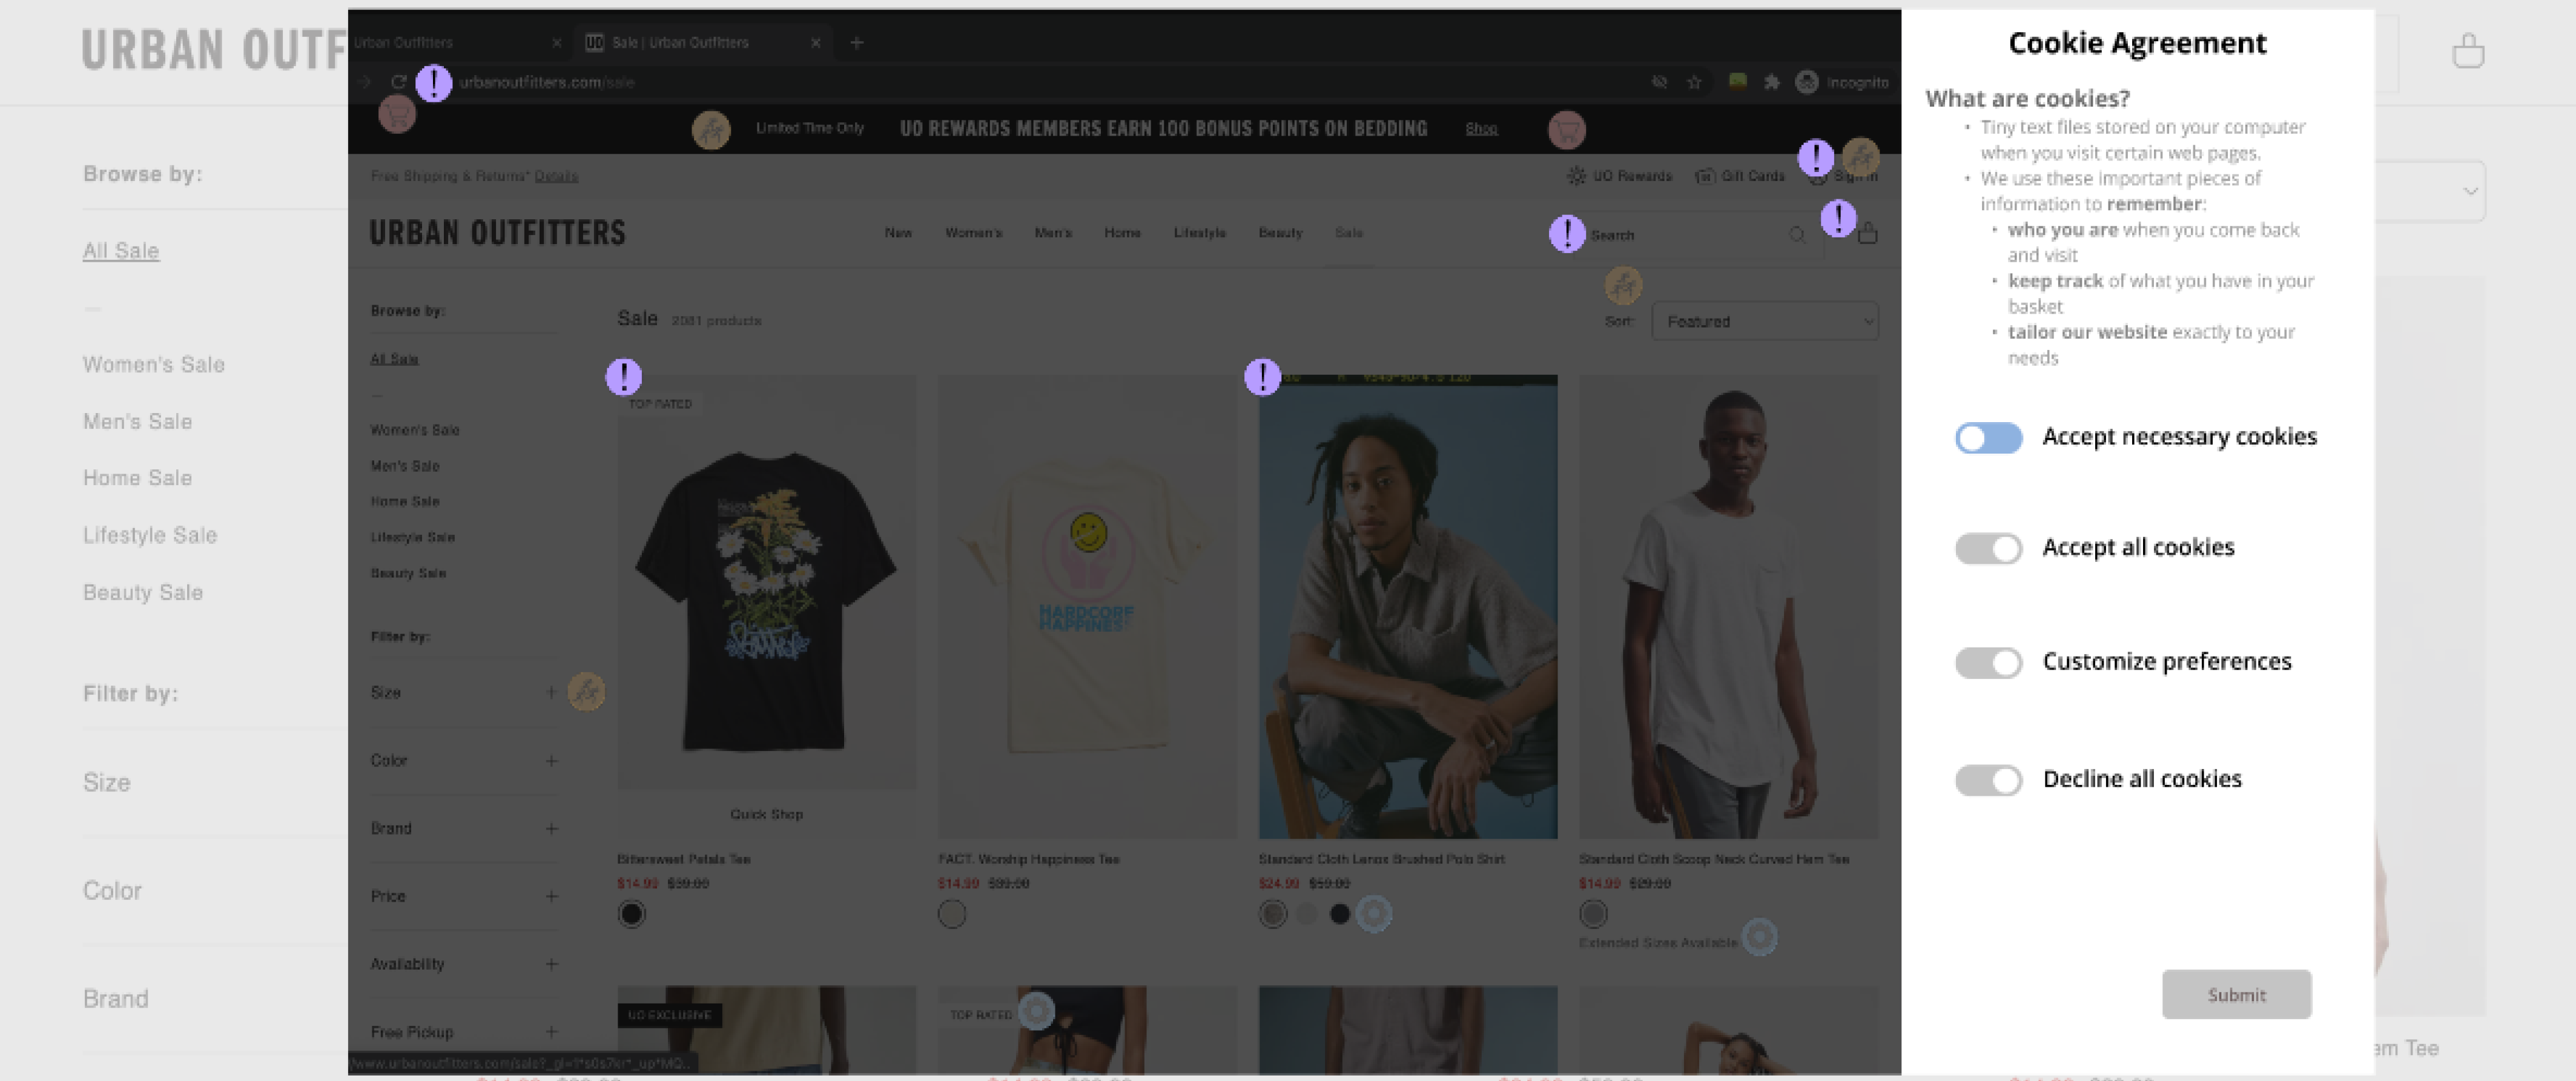 URBAN OUTF
Browse by:
All Sale
Women's Sale
Men's Sale
Home Sale
Lifestyle Sale
Beauty Sale
Filter by:
Size
Color
Brand
Urban Outfitters
UO Sale | Urban Outfitters
urbanoutfitters.com/sale
Incognito
Limited Time Only UO REWARDS MEMBERS EARN 100 BONUS POINTS ON BEDDING Shop
Free Shipping & Returns* Details
UO Rewards Gift Cards Sign In
URBAN OUTFITTERS
New Women's Men's Home Lifestyle Beauty Sale
Search
Browse by:
All Sale
Women's Sale
Men's Sale
Home Sale
Lifestyle Sale
Beauty Sale
Filter by:
Size
Color
Brand
Price
Availability
Free Pickup
Sale 2081 products
Sort: Featured
TOP RATED
HARDCORE
HAPPINESS
Quick Shop
Bittersweet Petals Tee
$14.99 $39.00
FACT. Worship Happiness Tee
$14.99 $39.00
Standard Cloth Lenox Brushed Polo Shirt
$24.99 $59.00
Standard Cloth Scoop Neck Curved Hem Tee
$14.99 $29.00
Extended Sizes Available
UO EXCLUSIVE
TOP RATED
Cookie Agreement
What are cookies?
• Tiny text files stored on your computer
when you visit certain web pages.
• We use these important pieces of
information to remember:
• who you are when you come back
and visit
• keep track of what you have in your
basket
• tailor our website exactly to your
needs
Accept necessary cookies
Accept all cookies
Customize preferences
Decline all cookies
Submit
em Tee